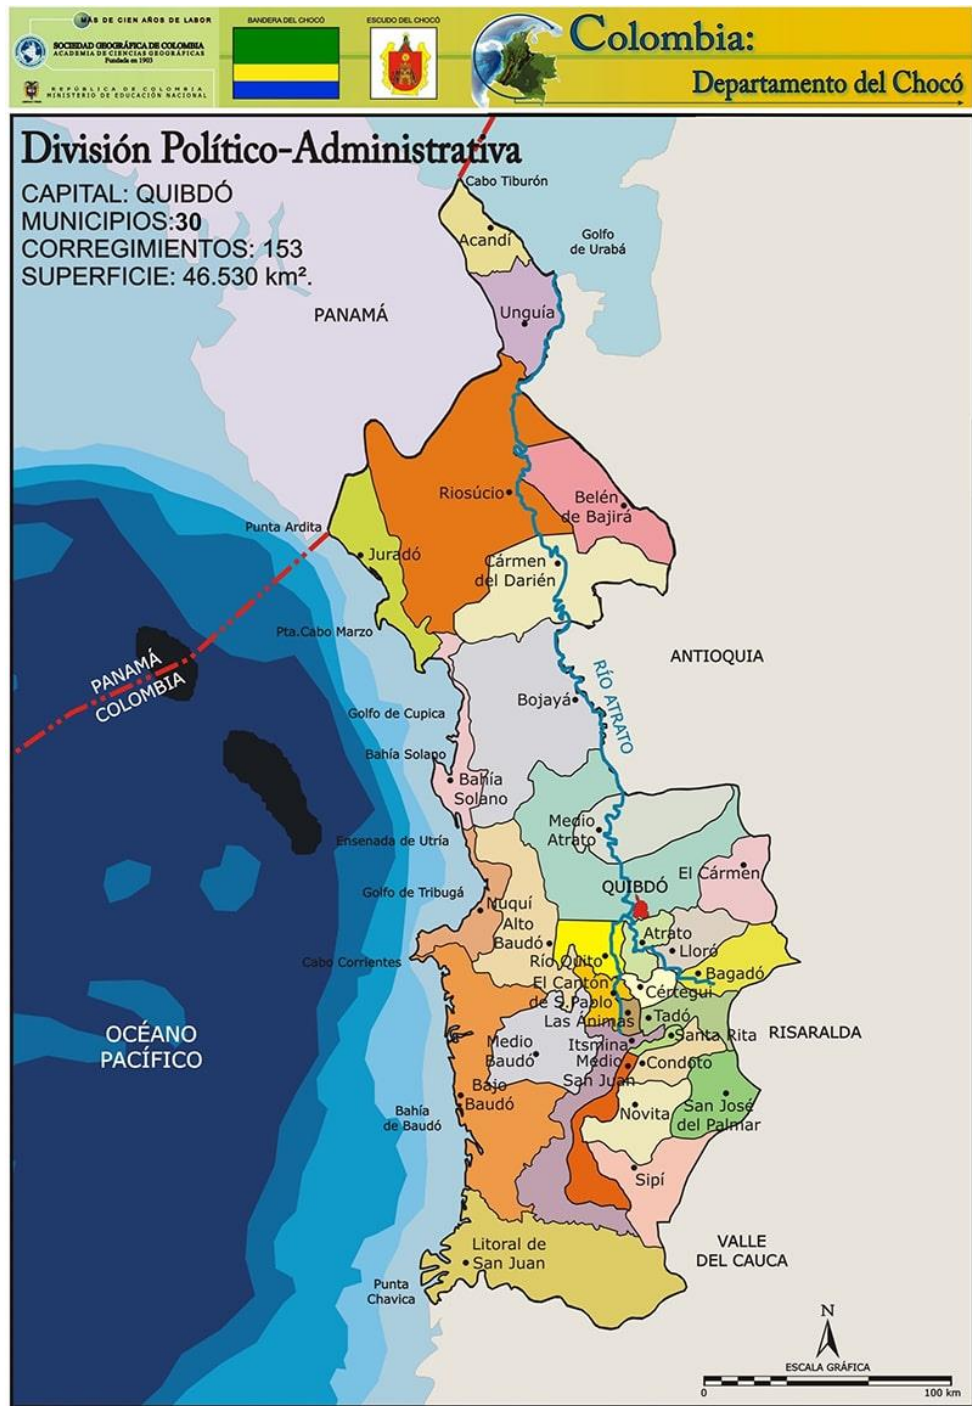 MÁS DE CIEN AÑOS DE LABOR
SOCIEDAD GEOGRÁFICA DE COLOMBIA
ACADEMIA DE CIENCIAS GEOGRÁFICAS
Fundada en 1903
REPÚBLICA DE COLOMBIA
MINISTERIO DE EDUCACIÓN NACIONAL
BANDERA DEL CHOCÓ
ESCUDO DEL CHOCÓ
Colombia:
Departamento del Chocó
División Político-Administrativa
CAPITAL: QUIBDÓ
MUNICIPIOS:30
CORREGIMIENTOS: 153
SUPERFICIE: 46.530 km².
Cabo Tiburón
Acandí
Golfo
de Urabá
PANAMÁ
Unguía
Riosúcio
Belén
de Bajirá
Punta Ardita
Juradó
Cármen
del Darién
Pta.Cabo Marzo
ANTIOQUIA
PANAMÁ
COLOMBIA
RÍO ATRATO
Bojayá
Golfo de Cupica
Bahía Solano
Bahía
Solano
Medio
Atrato
Ensenada de Utría
El Cármen
QUIBDÓ
Golfo de Tribugá
Nuquí
Alto
Baudó
Atrato
Lloró
Cabo Corrientes
Río Quito
Bagadó
El Cantón
de S.Pablo
Cértegui
Las Ánimas
Tadó
OCÉANO
PACÍFICO
Medio
Baudó
Itsmina
Santa Rita
RISARALDA
Medio
San Juan
Condoto
Bajo
Baudó
Novita
San José
del Palmar
Bahía
de Baudó
Sipí
Litoral de
San Juan
VALLE
DEL CAUCA
Punta
Chavica
N
ESCALA GRÁFICA
0
100 km